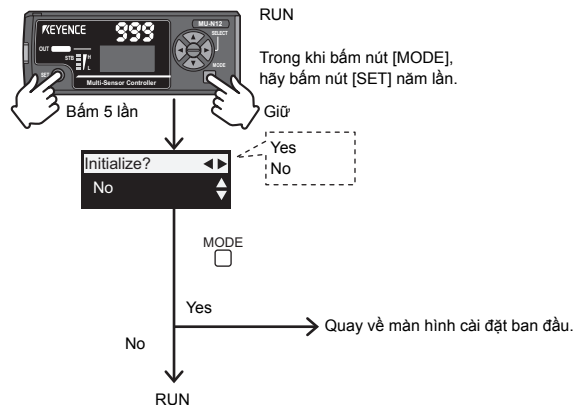 RUN
KEYENCE
999
MU-N12
SELECT
OUT
STB
H
L
SET
MODE
Multi-Sensor Controller
Trong khi bấm nút [MODE],
hãy bấm nút [SET] năm lần.
Bấm 5 lần
Giữ
Initialize?
No
Yes
No
MODE
Yes
Quay về màn hình cài đặt ban đầu.
No
RUN